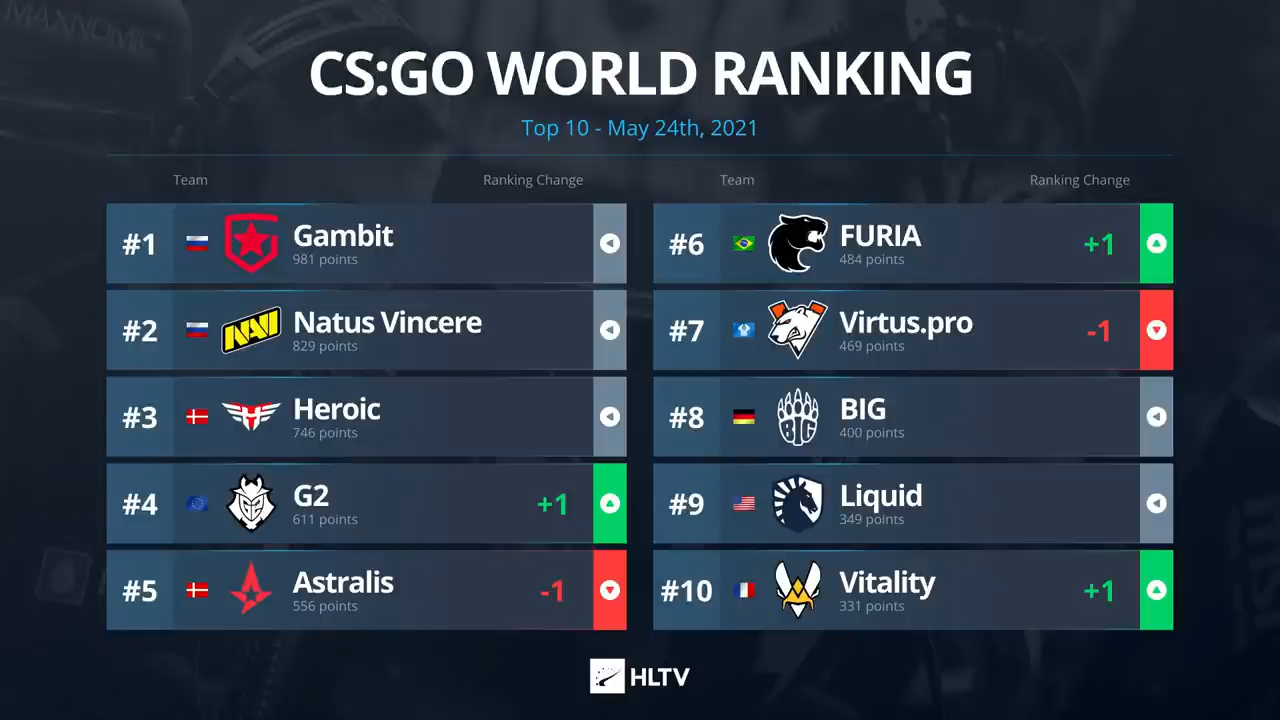 MAXNOMIC
CS:GO WORLD RANKING
Top 10 - May 24th, 2021
Team Ranking Change
#1 Gambit
981 points
#2 NAVI Natus Vincere
829 points
#3 Heroic
746 points
#4 G2 +1
611 points
#5 Astralis -1
556 points
Team Ranking Change
#6 FURIA +1
484 points
#7 Virtus.pro -1
469 points
#8 BIG BIG
400 points
#9 Liquid
349 points
#10 Vitality +1
331 points
HLTV